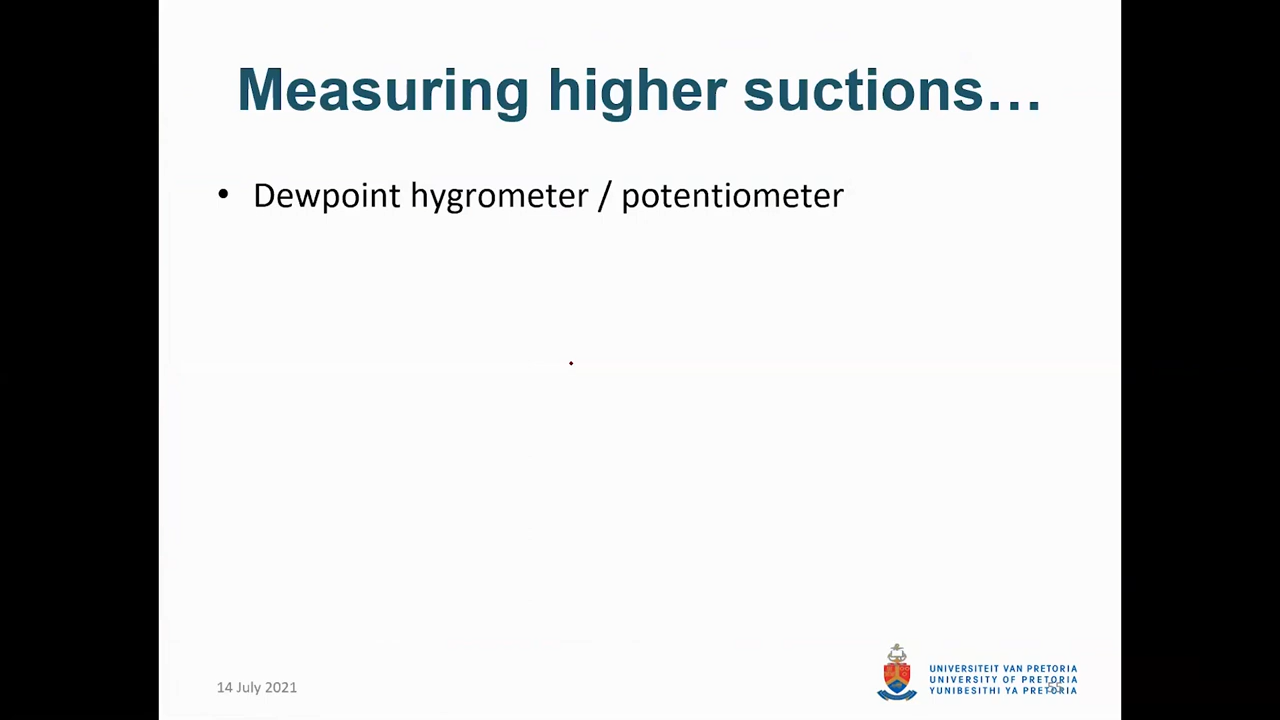 Measuring higher suctions…
• Dewpoint hygrometer / potentiometer
14 July 2021
UNIVERSITEIT VAN PRETORIA
UNIVERSITY OF PRETORIA
YUNIBESITHI YA PRETORIA